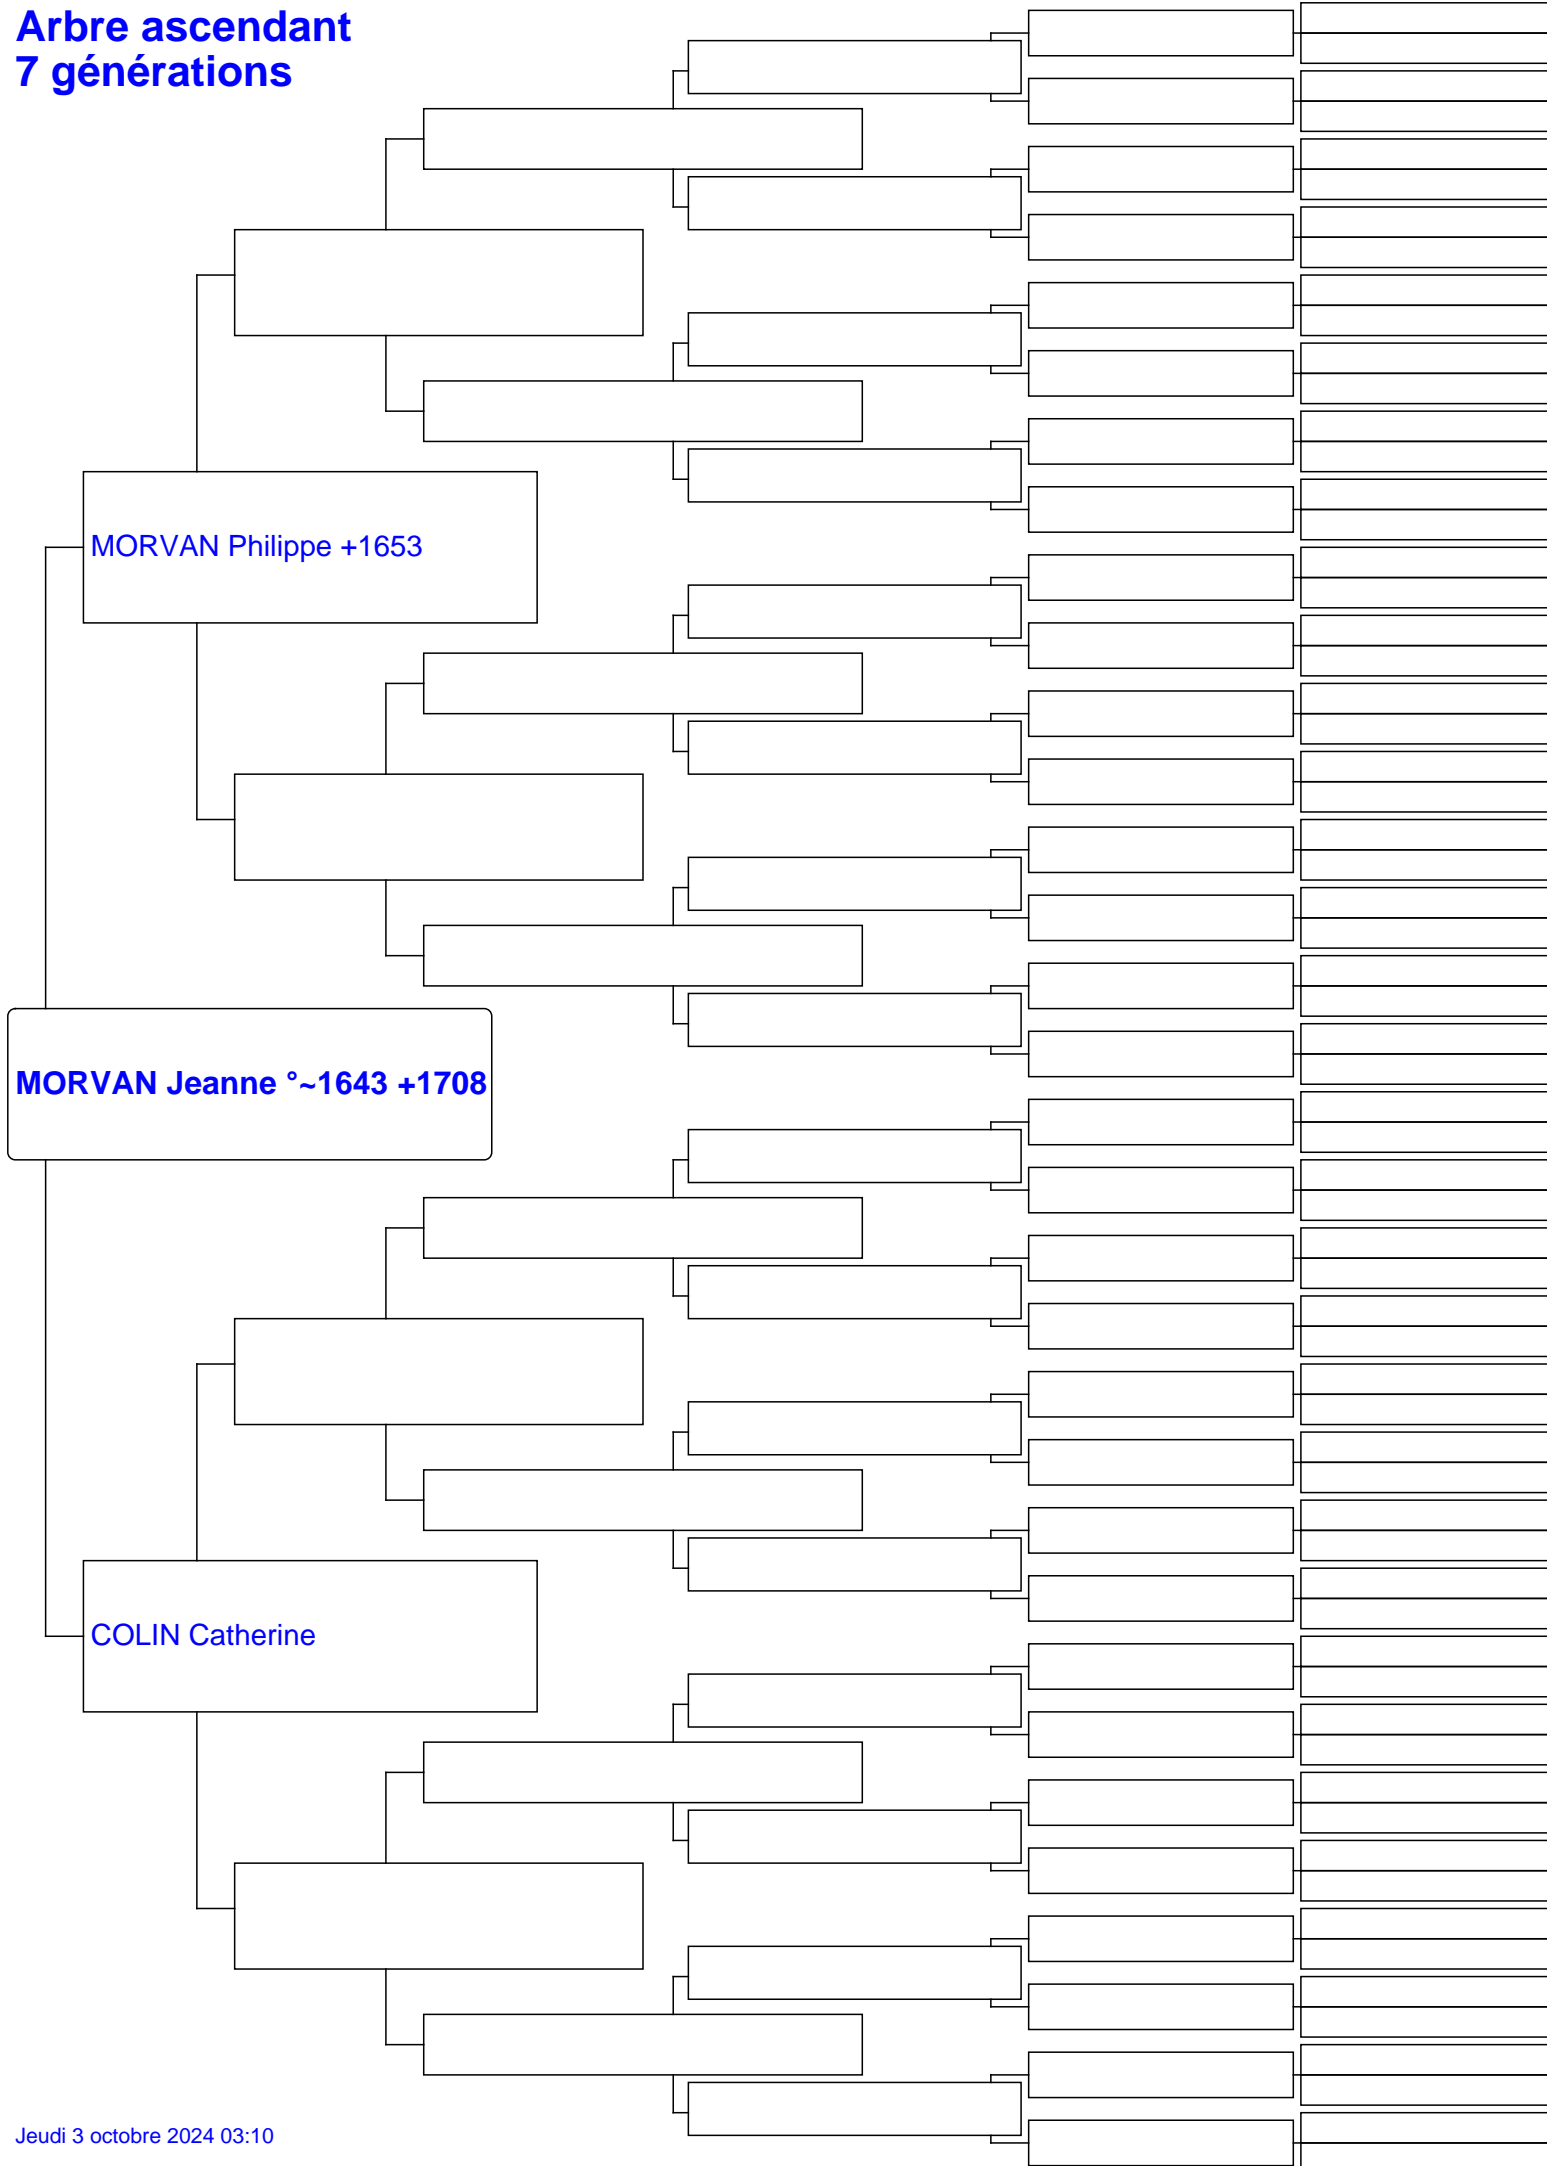 Arbre ascendant
7 générations
MORVAN Philippe +1653
MORVAN Jeanne °~1643 +1708
COLIN Catherine
Jeudi 3 octobre 2024 03:10